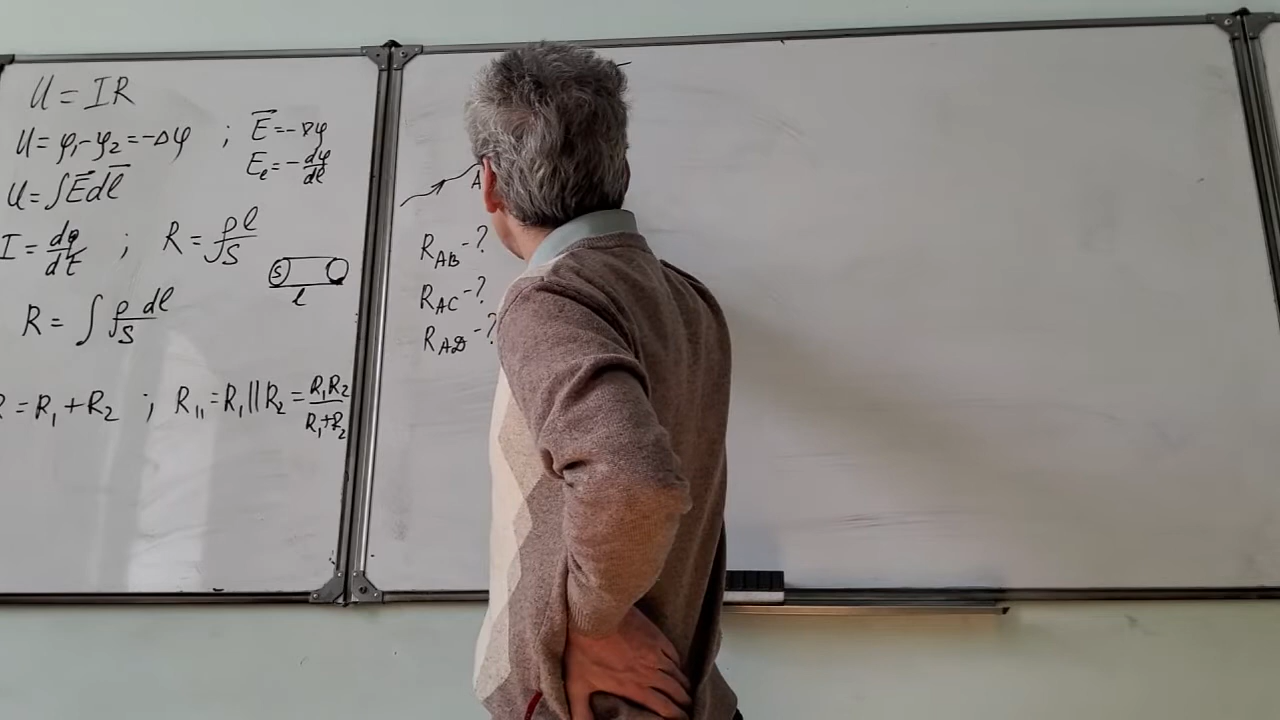 U = IR
U = φ₁-φ₂ = -Δφ ; E⃗ = -∇φ
E_ℓ = -dφ/dℓ
U = ∫E⃗dℓ⃗
I = dq/dt ; R = ρℓ/S
S
ℓ
R = ∫ρdℓ/S
R = R₁ + R₂ ; R₁₁ = R₁||R₂ = R₁R₂/(R₁+R₂)
A
R_AB - ?
R_AC - ?
R_AD - ?